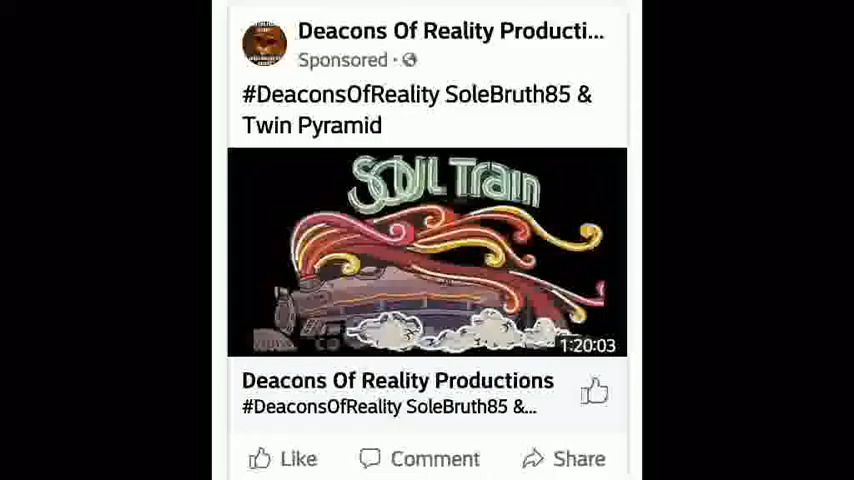 Deacons Of Reality Producti...
Sponsored ·
#DeaconsOfReality SoleBruth85 &
Twin Pyramid
SOUL Train
1:20:03
Deacons Of Reality Productions
#DeaconsOfReality SoleBruth85 &...
Like Comment Share